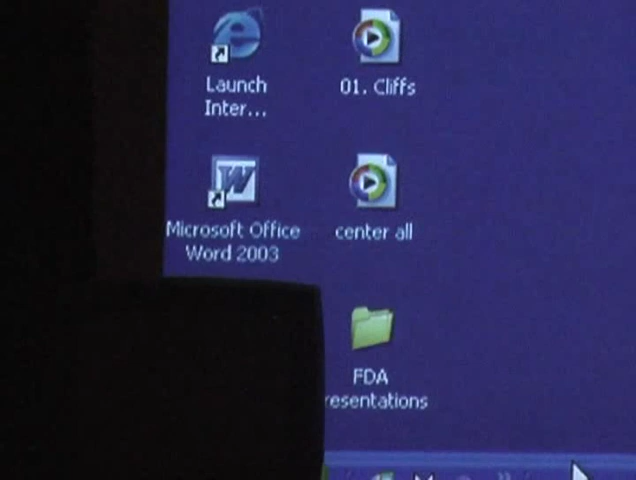 Launch
Inter...
01. Cliffs
Microsoft Office
Word 2003
center all
FDA
resentations